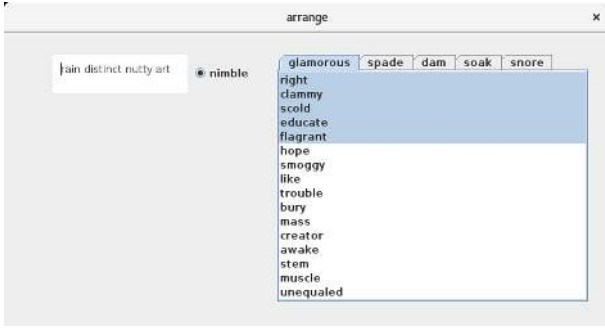 arrange
rain distinct nutty art
nimble
glamorous spade dam soak snore
right
clammy
scold
educate
flagrant
hope
smoggy
like
trouble
bury
mass
creator
awake
stem
muscle
unequaled